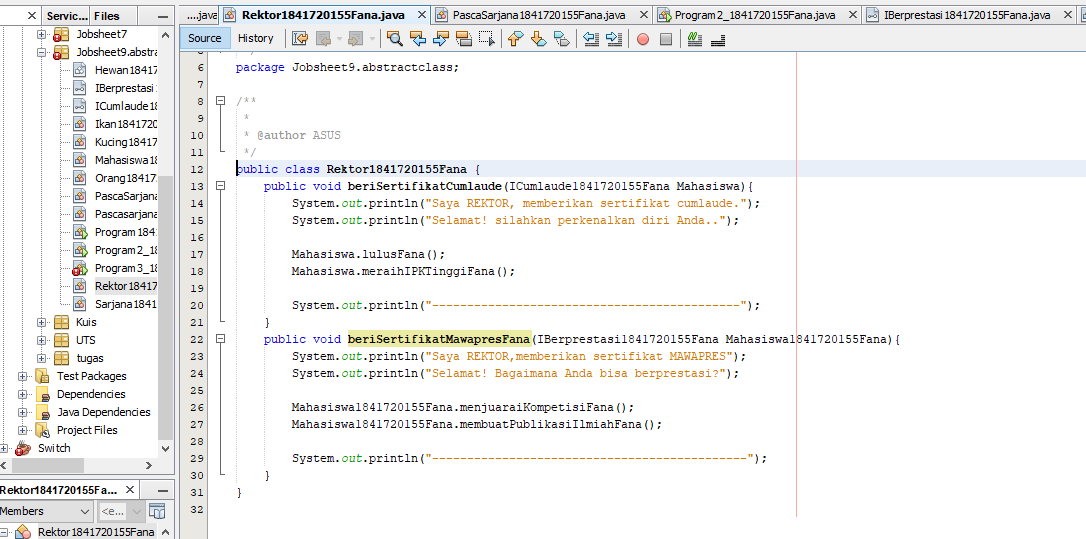 Servic...
Files
Jobsheet7
Jobsheet9.abstra
Hewan18417
IBerprestasi1
ICumlaude18
Ikan1841720
Kucing18417
Mahasiswa18
Orang18417
PascaSarjana
Pascasarjana
Program1841
Program2_18
Program3_18
Rektor18417
Sarjana1841
Kuis
UTS
tugas
Test Packages
Dependencies
Java Dependencies
Project Files
Switch
Rektor1841720155Fa...
Members
<e...
Rektor1841720155Fana
....java
Rektor1841720155Fana.java
PascaSarjana1841720155Fana.java
Program2_1841720155Fana.java
IBerprestasi1841720155Fana.java
Source
History
5 */
6 package Jobsheet9.abstractclass;
7
8 /**
9 *
10 * @author ASUS
11 */
12 public class Rektor1841720155Fana {
13 public void beriSertifikatCumlaude(ICumlaude1841720155Fana Mahasiswa){
14 System.out.println("Saya REKTOR, memberikan sertifikat cumlaude.");
15 System.out.println("Selamat! silahkan perkenalkan diri Anda..");
16
17 Mahasiswa.lulusFana();
18 Mahasiswa.meraihIPKTinggiFana();
19
20 System.out.println("--------------------------------------------");
21 }
22 public void beriSertifikatMawapresFana(IBerprestasi1841720155Fana Mahasiswa1841720155Fana){
23 System.out.println("Saya REKTOR,memberikan sertifikat MAWAPRES");
24 System.out.println("Selamat! Bagaimana Anda bisa berprestasi?");
25
26 Mahasiswa1841720155Fana.menjuaraiKompetisiFana();
27 Mahasiswa1841720155Fana.membuatPublikasiIlmiahFana();
28
29 System.out.println("---------------------------------------------");
30 }
31 }
32